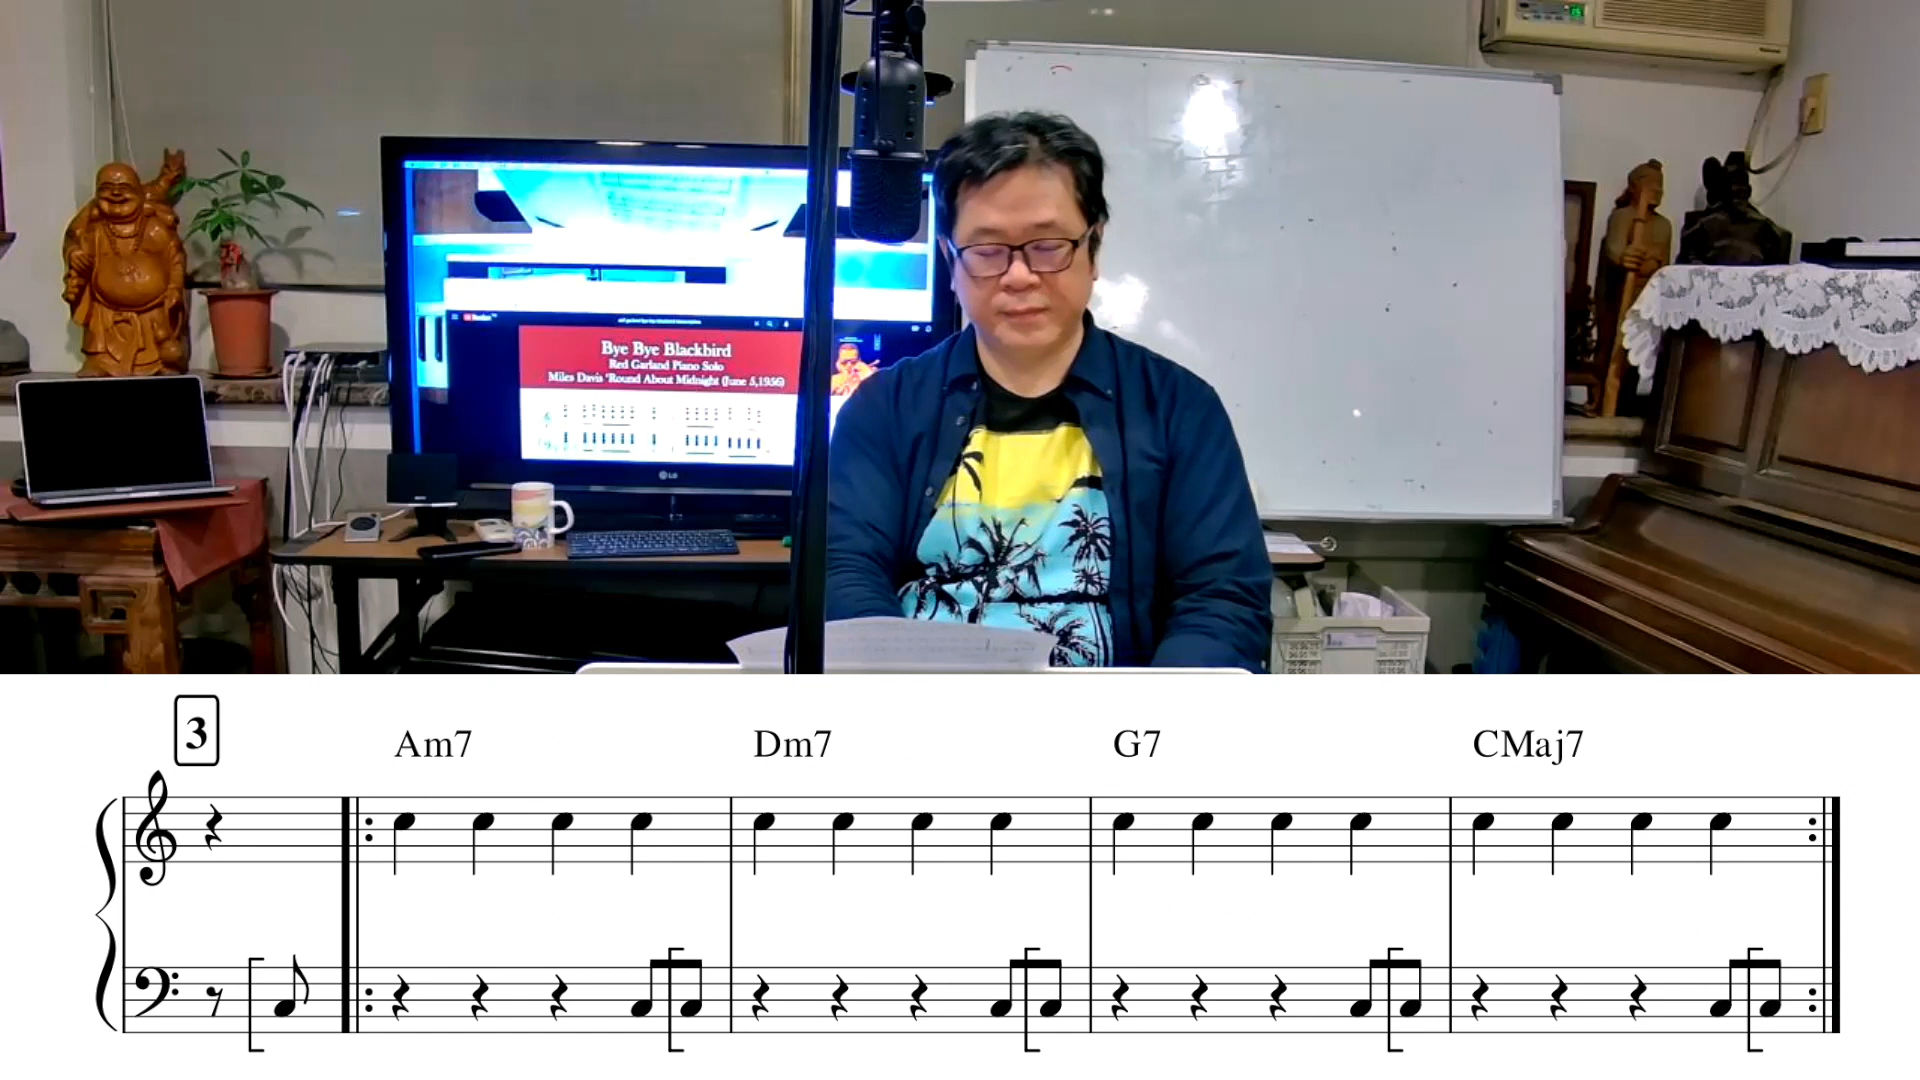 Bye Bye Blackbird
Red Garland Piano Solo
Miles Davis 'Round About Midnight (June 5,1956)
LG
3
Am7 Dm7 G7 CMaj7